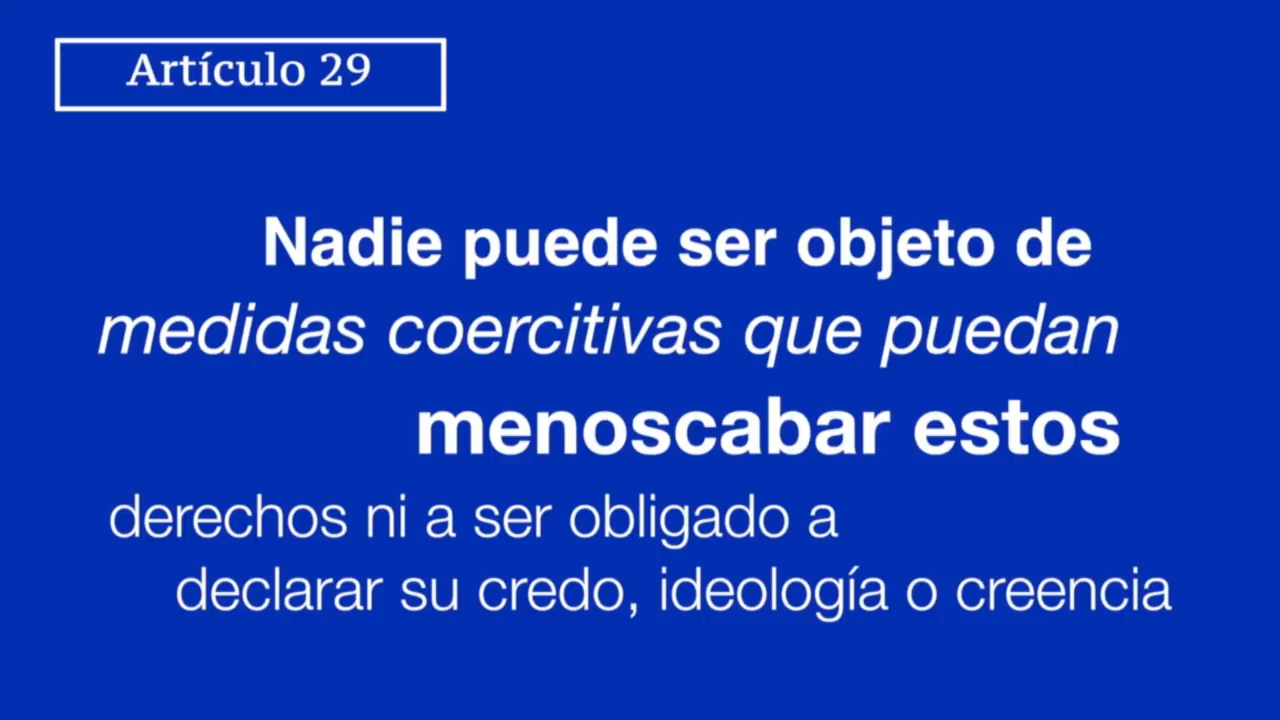 Artículo 29
Nadie puede ser objeto de
medidas coercitivas que puedan
menoscabar estos
derechos ni a ser obligado a
declarar su credo, ideología o creencia